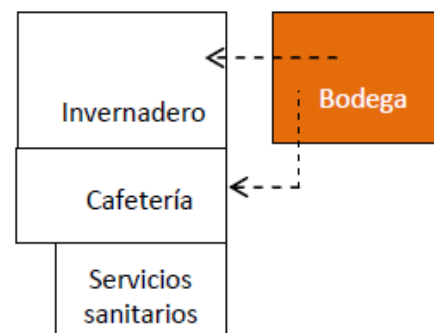 Invernadero
Bodega
Cafetería
Servicios
sanitarios